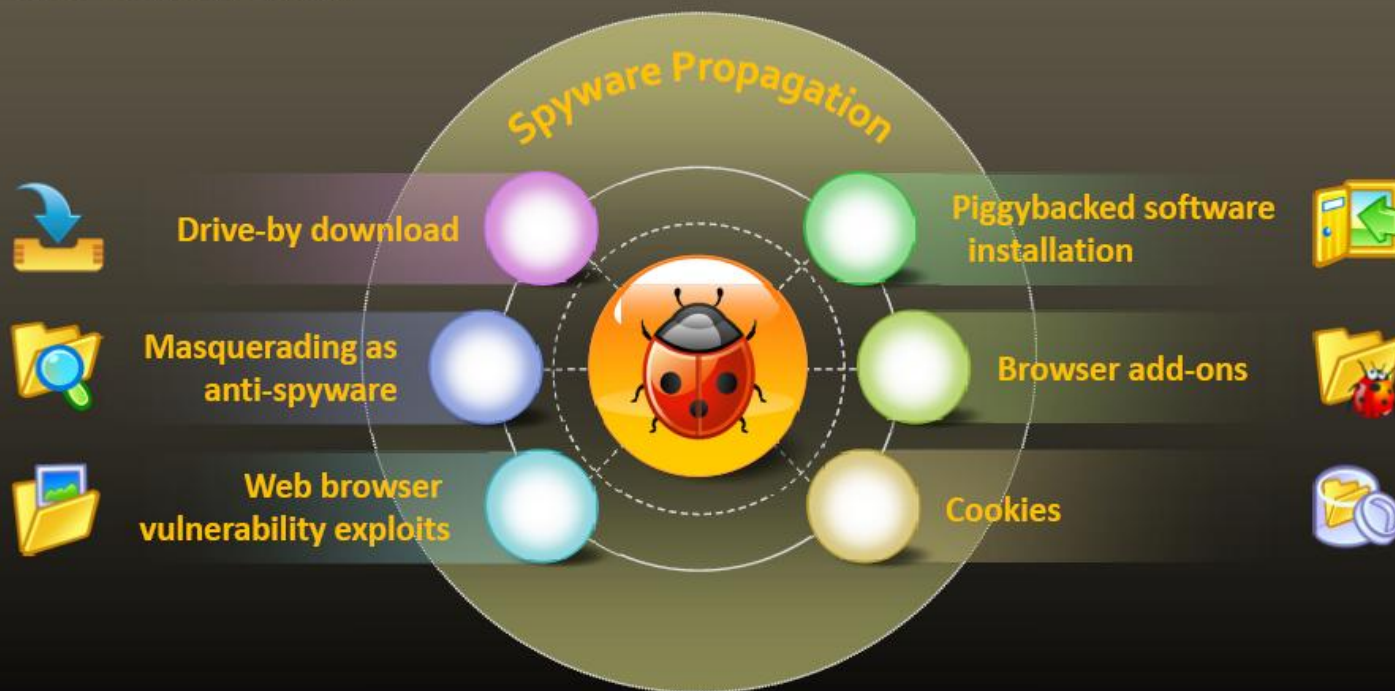 Spyware Propagation
Drive-by download
Piggybacked software
installation
Masquerading as
anti-spyware
Browser add-ons
Web browser
vulnerability exploits
Cookies